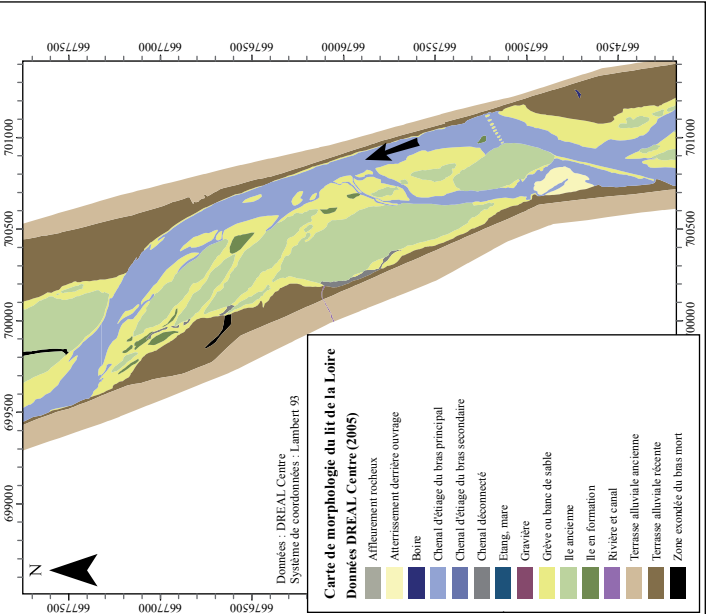 6677500 6677000 6676500 6676000 6675500 6675000 6674500
701000
700500
700000
699500
699000
701000
700500
700000
N
Données : DREAL Centre
Système de coordonnées : Lambert 93
Carte de morphologie du lit de la Loire
Données DREAL Centre (2005)
Affleurement rocheux
Atterrissement derrière ouvrage
Boire
Chenal d'étiage du bras principal
Chenal d'étiage du bras secondaire
Chenal déconnecté
Etang, mare
Gravière
Grève ou banc de sable
Ile ancienne
Ile en formation
Rivière et canal
Terrasse alluviale ancienne
Terrasse alluviale récente
Zone exondée du bras mort
6677500 6677000 6676500